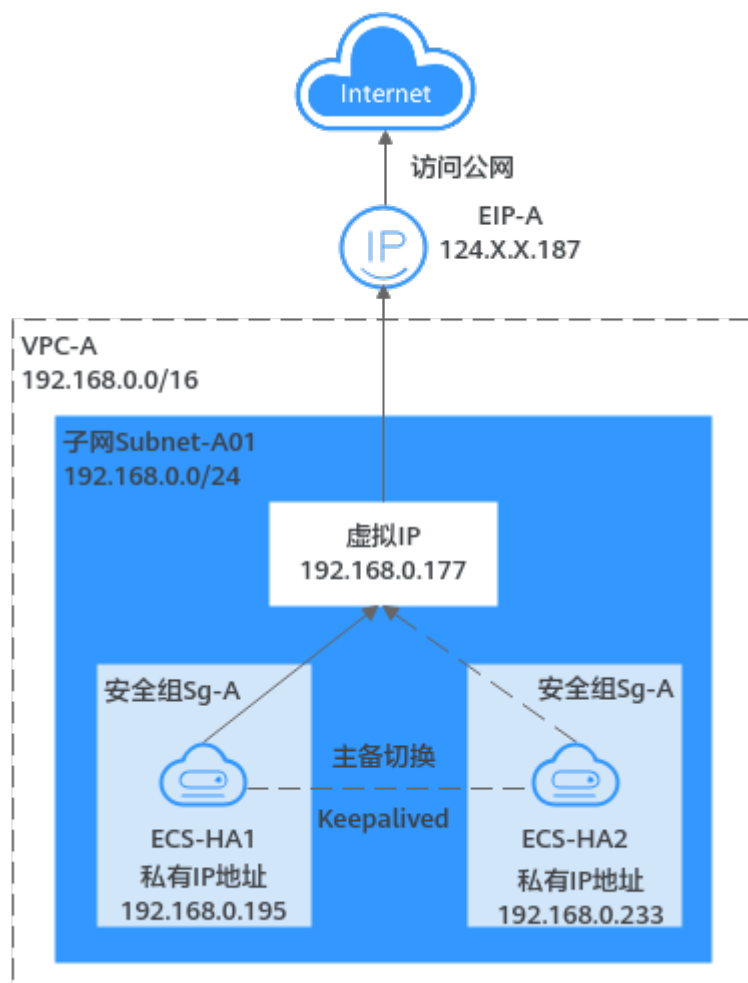 Internet
访问公网
EIP-A
124.X.X.187
VPC-A
192.168.0.0/16
子网Subnet-A01
192.168.0.0/24
虚拟IP
192.168.0.177
安全组Sg-A
安全组Sg-A
主备切换
Keepalived
ECS-HA1
私有IP地址
192.168.0.195
ECS-HA2
私有IP地址
192.168.0.233
IP